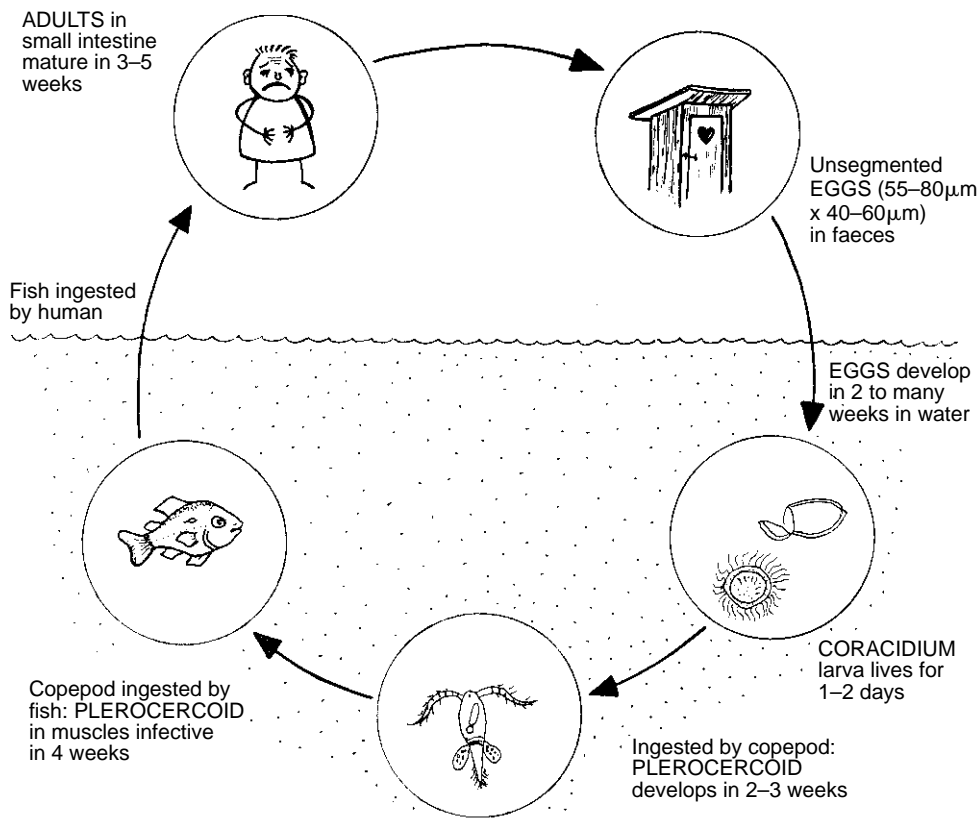 ADULTS in
small intestine
mature in 3–5
weeks
Unsegmented
EGGS (55–80µm
x 40–60µm)
in faeces
Fish ingested
by human
EGGS develop
in 2 to many
weeks in water
CORACIDIUM
larva lives for
1–2 days
Copepod ingested by
fish: PLEROCERCOID
in muscles infective
in 4 weeks
Ingested by copepod:
PLEROCERCOID
develops in 2–3 weeks